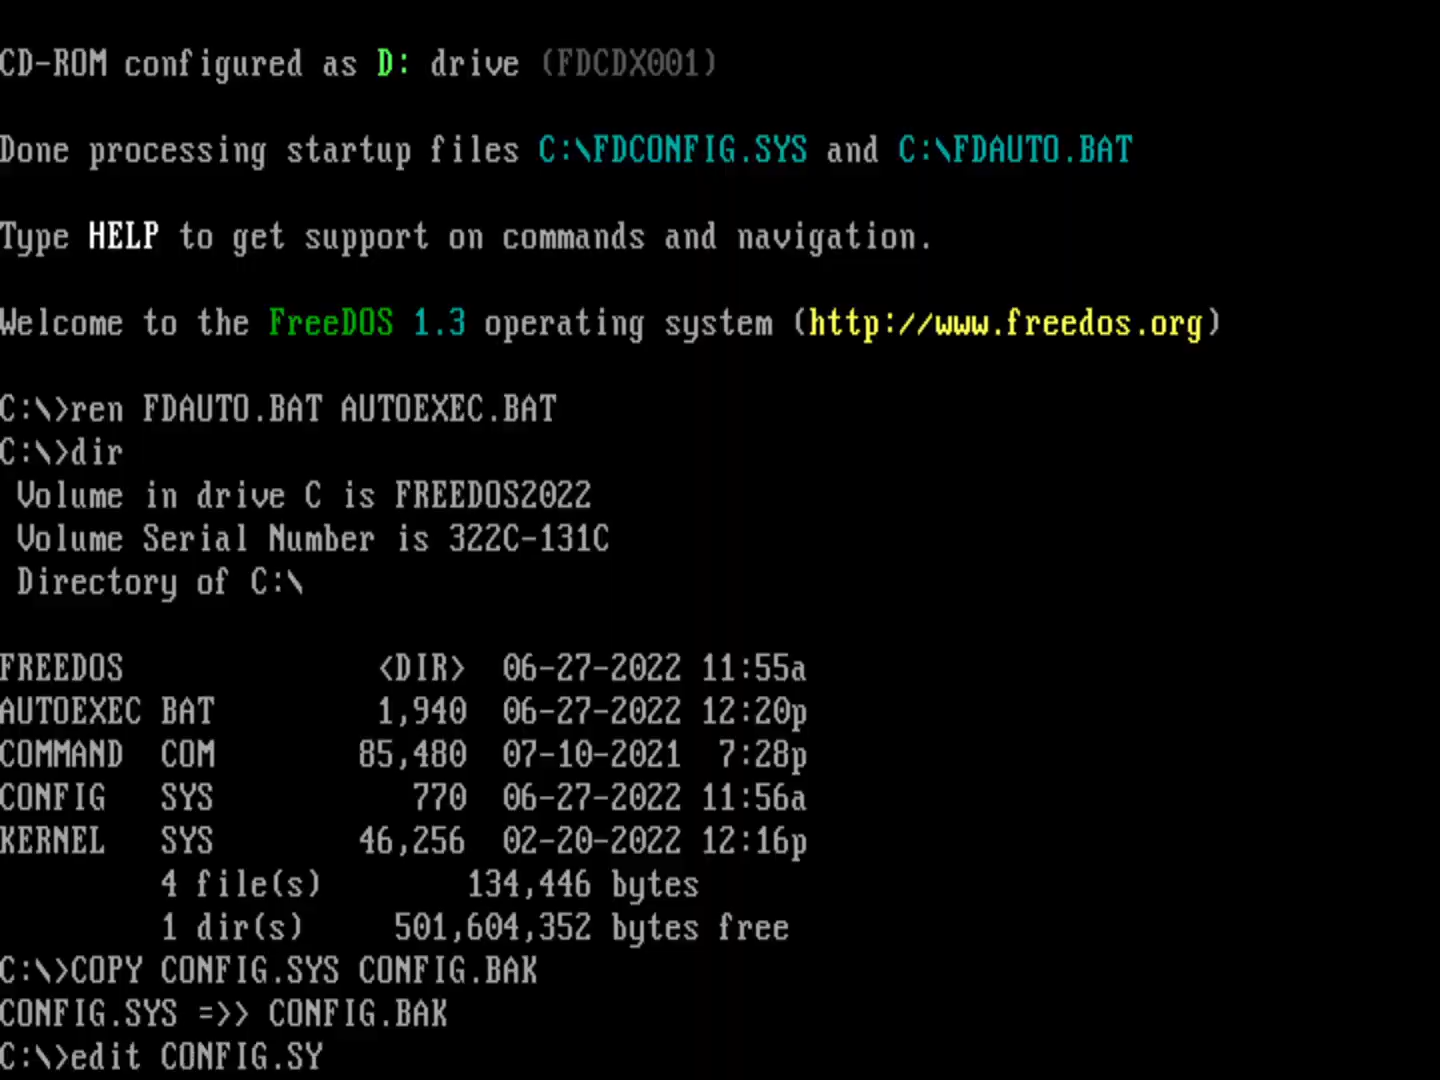 CD-ROM configured as D: drive (FDCDX001)
Done processing startup files C:\FDCONFIG.SYS and C:\FDAUTO.BAT
Type HELP to get support on commands and navigation.
Welcome to the FreeDOS 1.3 operating system (http://www.freedos.org)
C:\>ren FDAUTO.BAT AUTOEXEC.BAT
C:\>dir
 Volume in drive C is FREEDOS2022
 Volume Serial Number is 322C-131C
 Directory of C:\
FREEDOS              <DIR>  06-27-2022 11:55a
AUTOEXEC BAT         1,940  06-27-2022 12:20p
COMMAND  COM        85,480  07-10-2021  7:28p
CONFIG   SYS           770  06-27-2022 11:56a
KERNEL   SYS        46,256  02-20-2022 12:16p
         4 file(s)        134,446 bytes
         1 dir(s)     501,604,352 bytes free
C:\>COPY CONFIG.SYS CONFIG.BAK
CONFIG.SYS =>> CONFIG.BAK
C:\>edit CONFIG.SY